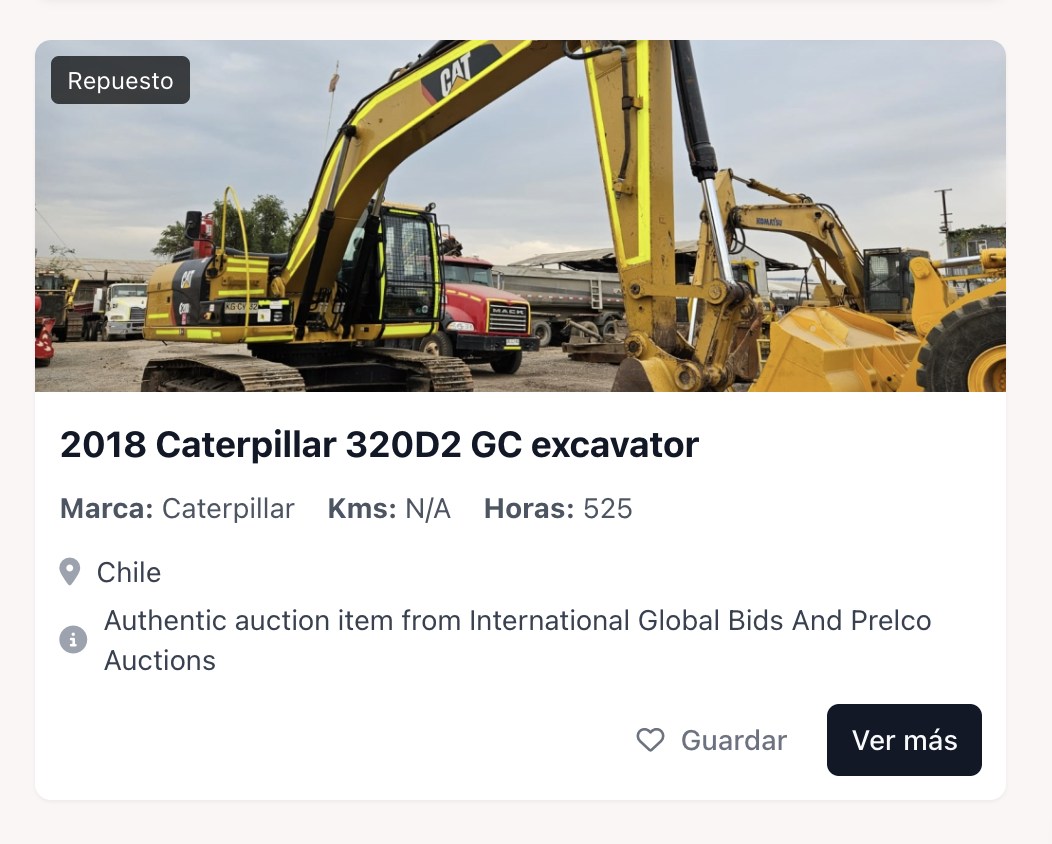 Repuesto
CAT
KOMATSU
CAT
MACK
2018 Caterpillar 320D2 GC excavator
Marca: Caterpillar Kms: N/A Horas: 525
Chile
Authentic auction item from International Global Bids And Prelco
Auctions
Guardar
Ver más